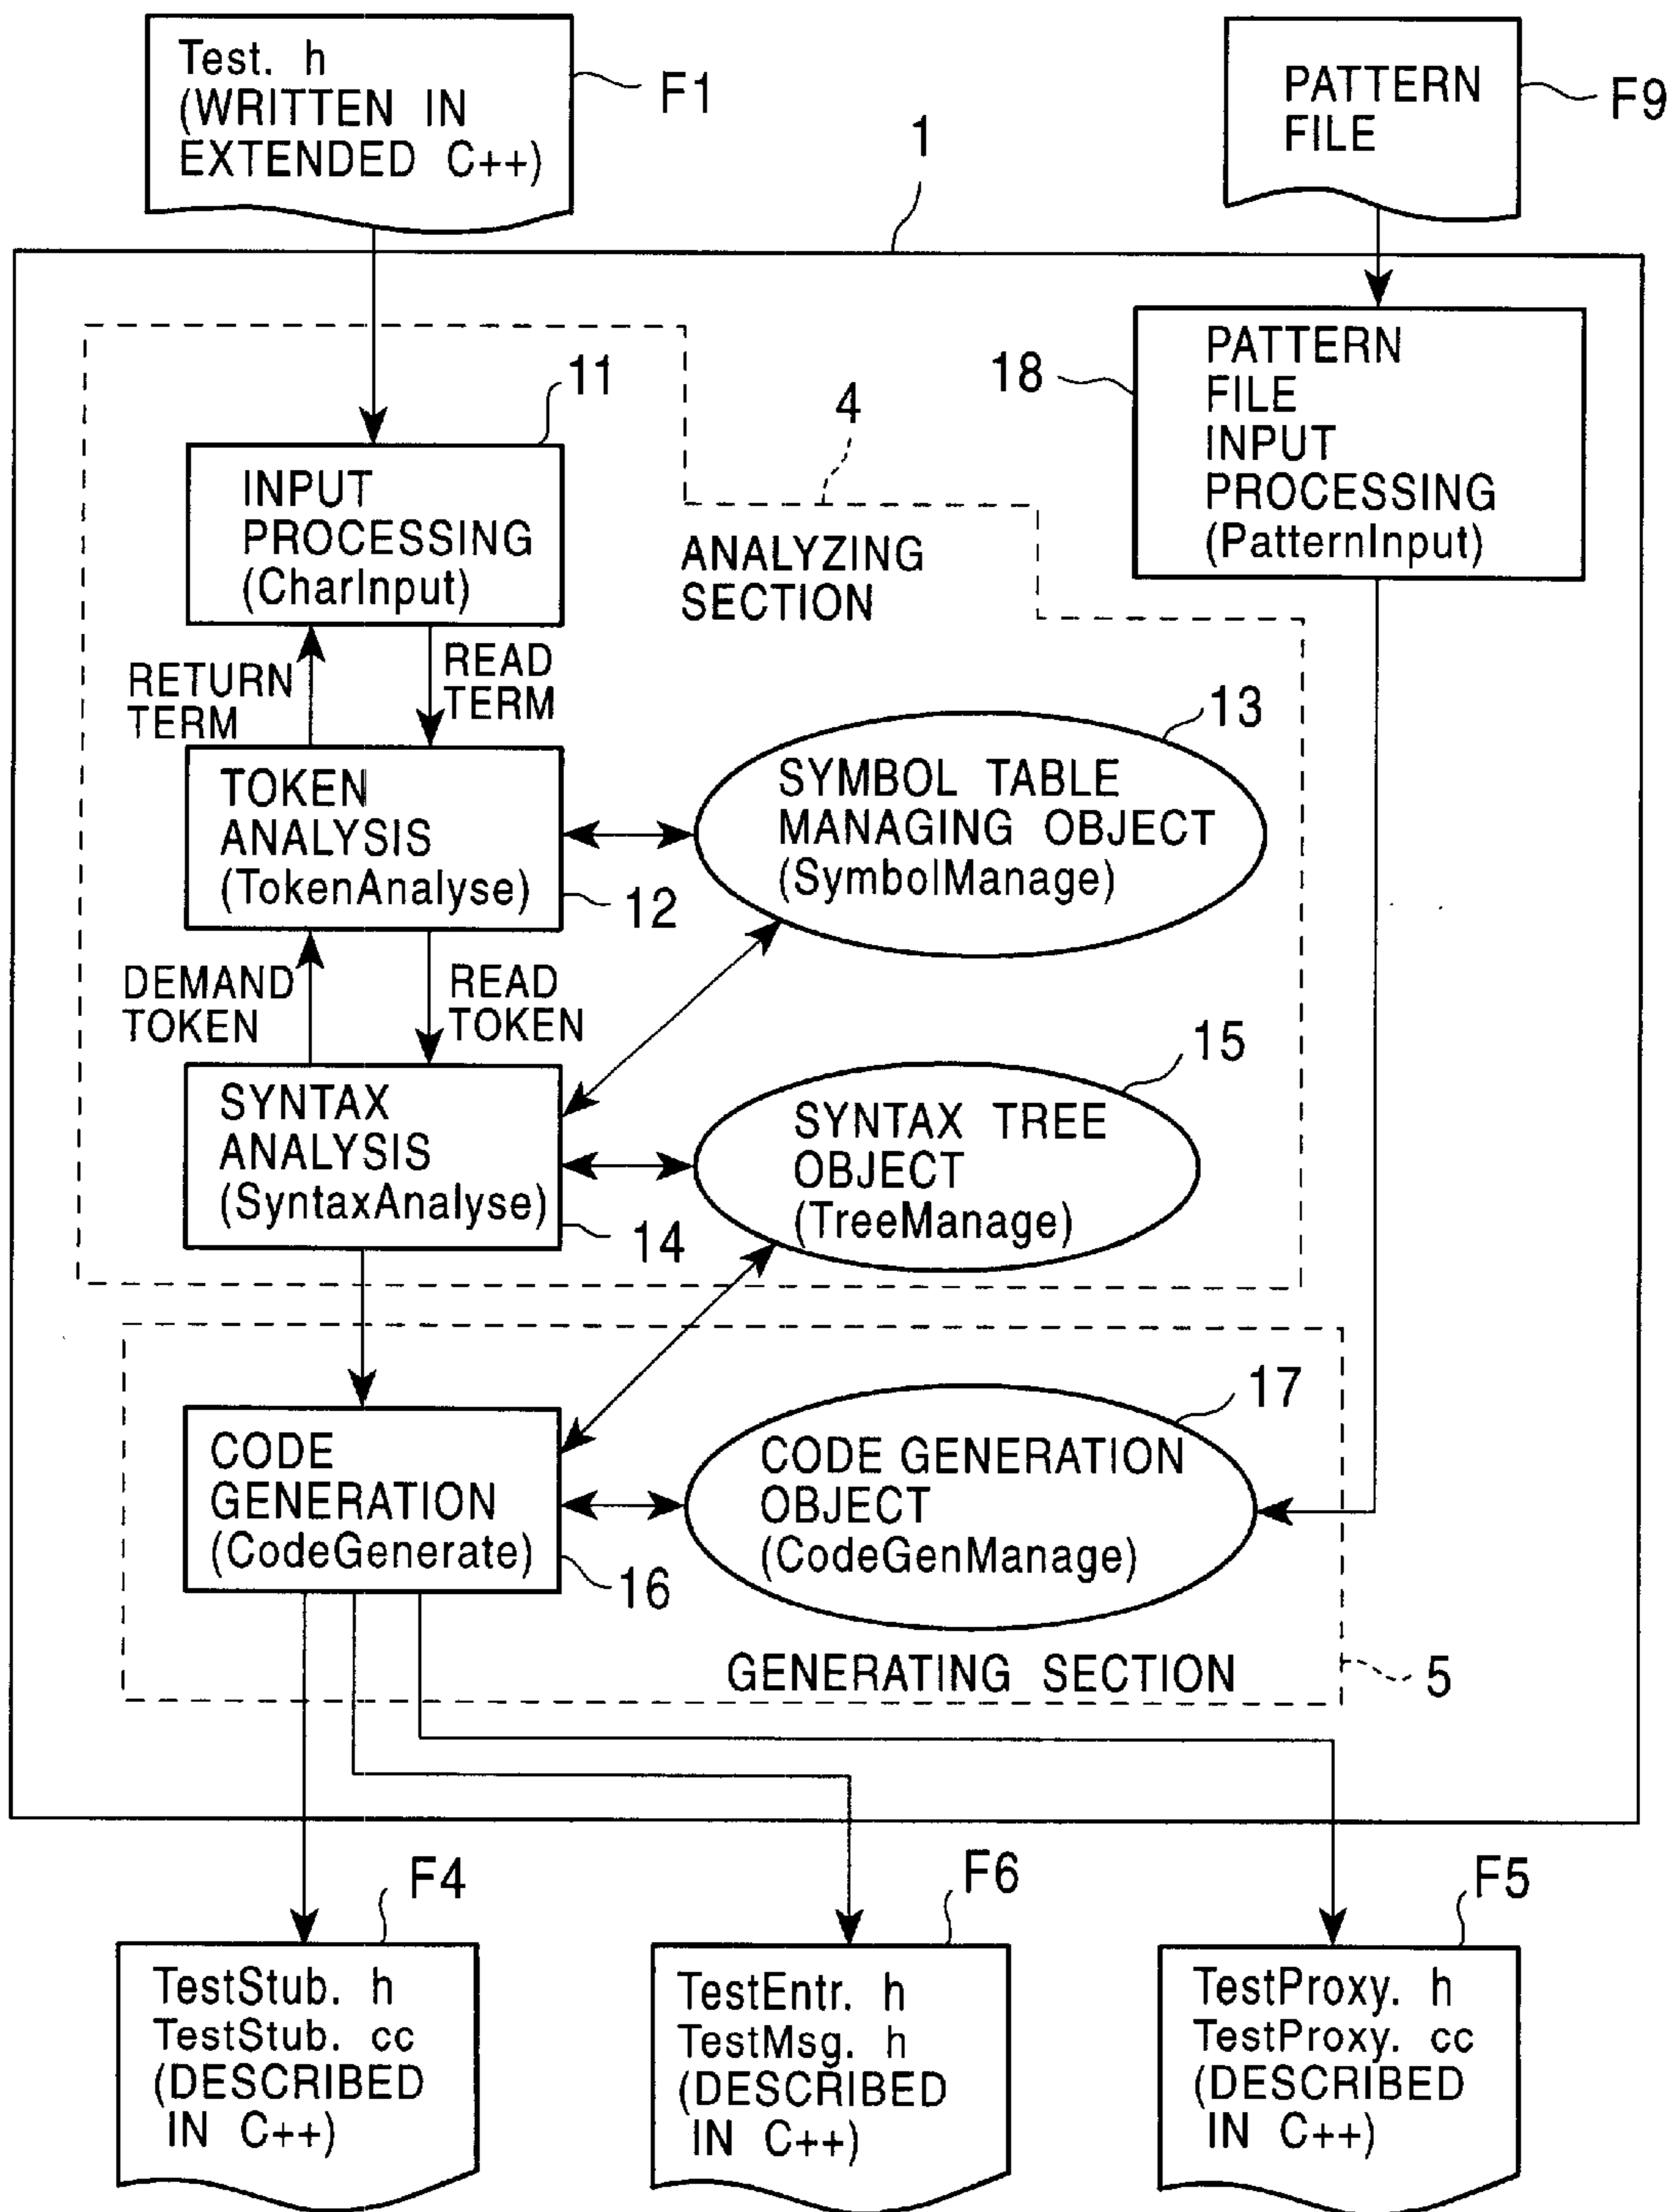 Test. h
(WRITTEN IN
EXTENDED C++)
F1
PATTERN
FILE
F9
1
11
4
18
PATTERN
FILE
INPUT
PROCESSING
(PatternInput)
INPUT
PROCESSING
(CharInput)
ANALYZING
SECTION
RETURN
TERM
READ
TERM
13
TOKEN
ANALYSIS
(TokenAnalyse)
12
SYMBOL TABLE
MANAGING OBJECT
(SymbolManage)
DEMAND
TOKEN
READ
TOKEN
15
SYNTAX
ANALYSIS
(SyntaxAnalyse)
14
SYNTAX TREE
OBJECT
(TreeManage)
17
CODE
GENERATION
(CodeGenerate)
16
CODE GENERATION
OBJECT
(CodeGenManage)
GENERATING SECTION
5
F4
F6
F5
TestStub. h
TestStub. cc
(DESCRIBED
IN C++)
TestEntr. h
TestMsg. h
(DESCRIBED
IN C++)
TestProxy. h
TestProxy. cc
(DESCRIBED
IN C++)